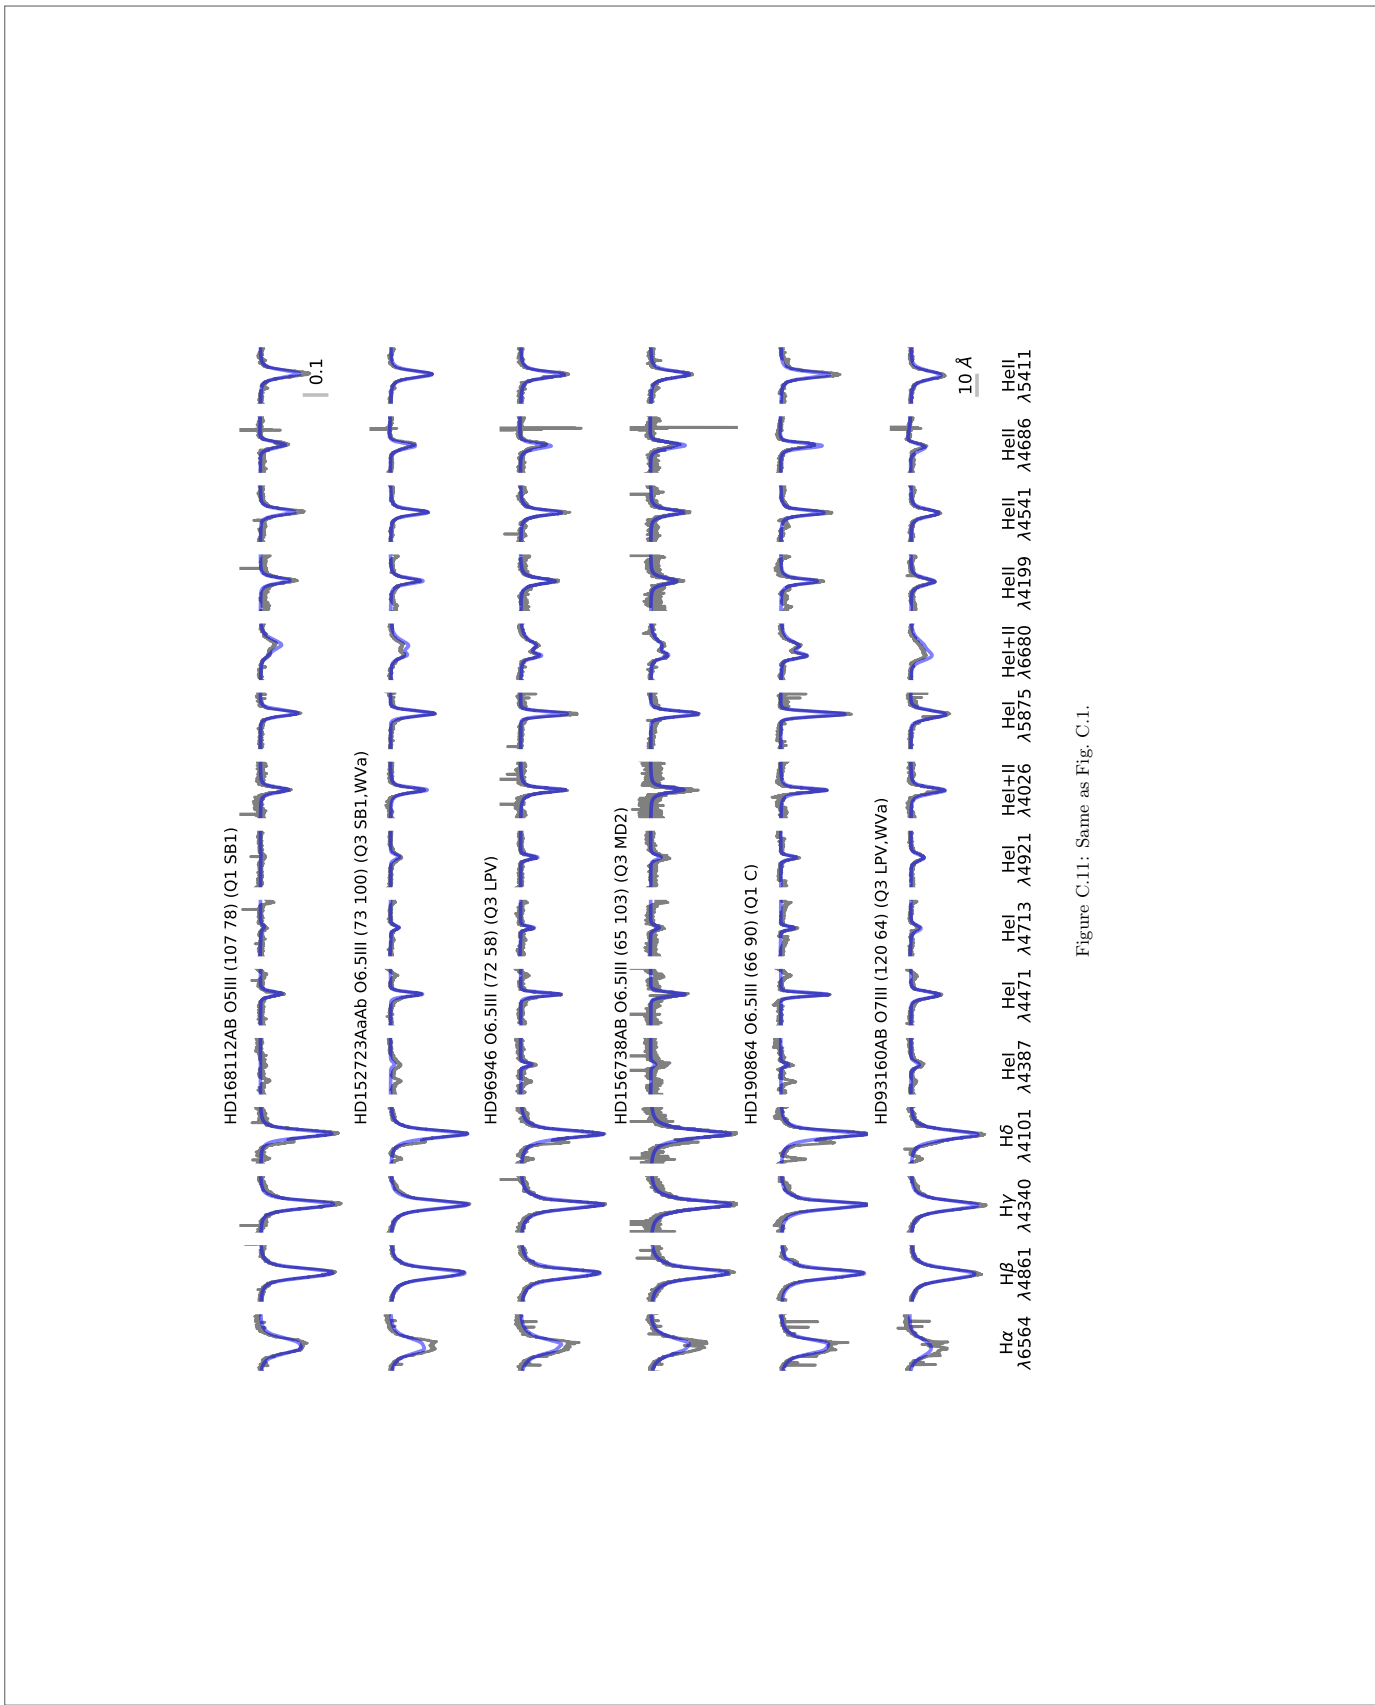 HD168112AB O5III (107 78) (Q1 SB1)
0.1
HD152723AaAb O6.5III (73 100) (Q3 SB1,WVa)
HD96946 O6.5III (72 58) (Q3 LPV)
HD156738AB O6.5III (65 103) (Q3 MD2)
HD190864 O6.5III (66 90) (Q1 C)
HD93160AB O7III (120 64) (Q3 LPV,WVa)
10 Å
Hα
λ6564
Hβ
λ4861
Hγ
λ4340
Hδ
λ4101
HeI
λ4387
HeI
λ4471
HeI
λ4713
HeI
λ4921
HeI+II
λ4026
HeI
λ5875
HeI+II
λ6680
HeII
λ4199
HeII
λ4541
HeII
λ4686
HeII
λ5411
Figure C.11: Same as Fig. C.1.